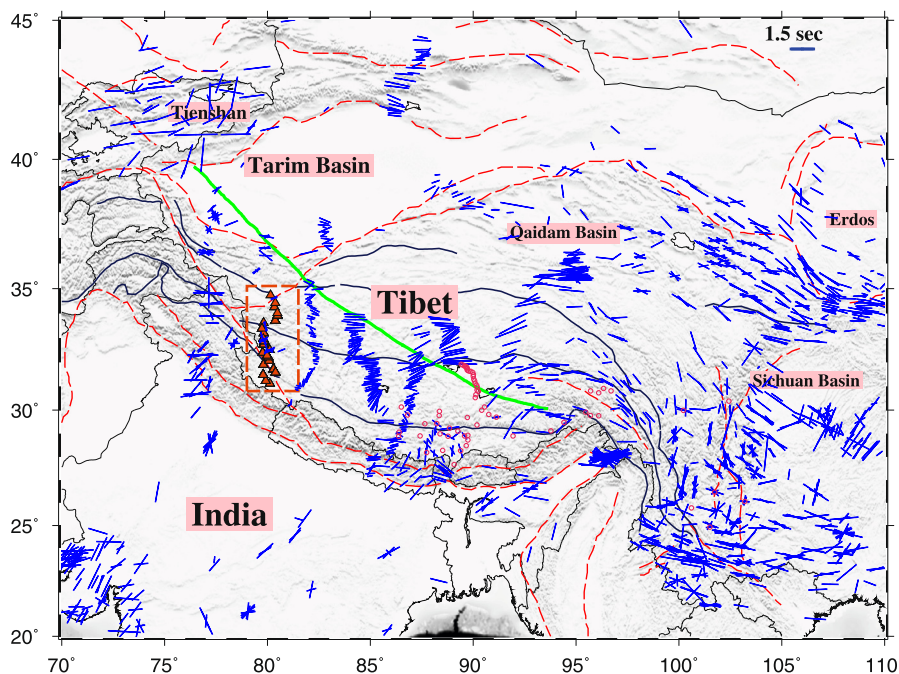 45°
1.5 sec
Tienshan
40°
Tarim Basin
Erdos
Qaidam Basin
35°
Tibet
Sichuan Basin
30°
India
25°
20°
70° 75° 80° 85° 90° 95° 100° 105° 110°